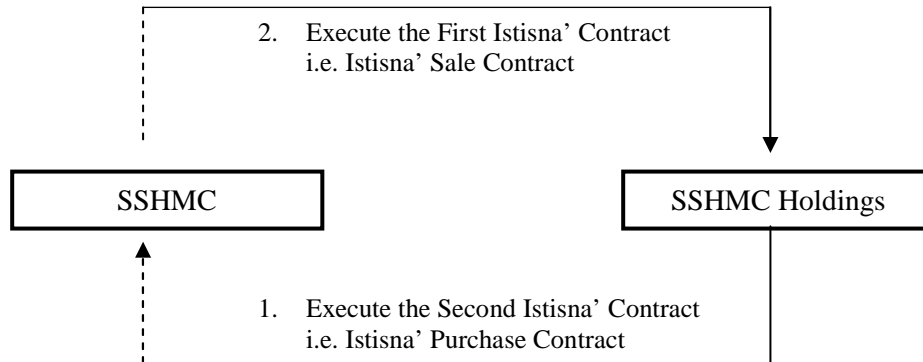 2. Execute the First Istisna’ Contract
i.e. Istisna’ Sale Contract
SSHMC
SSHMC Holdings
1. Execute the Second Istisna’ Contract
i.e. Istisna’ Purchase Contract